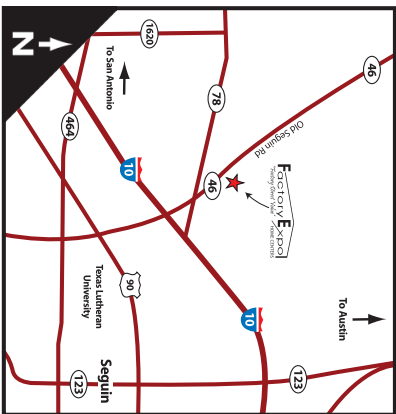 N
To San Antonio
1620
78
46
Old Seguin Rd
Factory Expo
"Factory Direct Value"
HOME CENTERS
46
464
10
10
To Austin
90
Texas Lutheran
University
Seguin
123
123